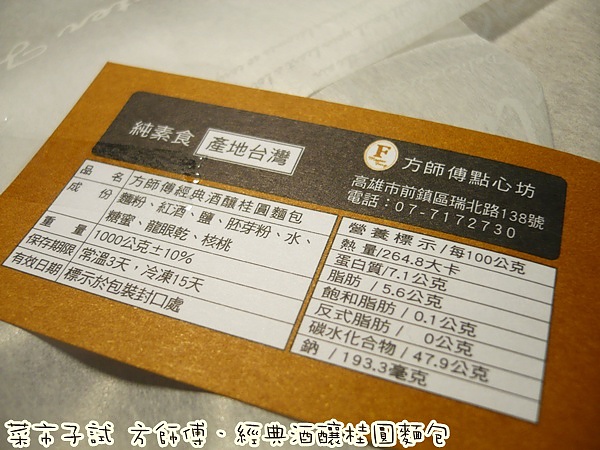 純素食 產地台灣
F
方師傅點心坊
高雄市前鎮區瑞北路138號
電話：07-7172730
品名 方師傅經典酒釀桂圓麵包
成份 麵粉、紅酒、鹽、胚芽粉、水、
糖蜜、龍眼乾、核桃
重量 1000公克±10%
保存期限 常溫3天，冷凍15天
有效日期 標示於包裝封口處
營養標示/每100公克
熱量/264.8大卡
蛋白質/7.1公克
脂肪 / 5.6公克
飽和脂肪 / 0.1公克
反式脂肪 / 0公克
碳水化合物 / 47.9公克
鈉 / 193.3毫克
菜市子試 方師傅、經典酒釀桂圓麵包